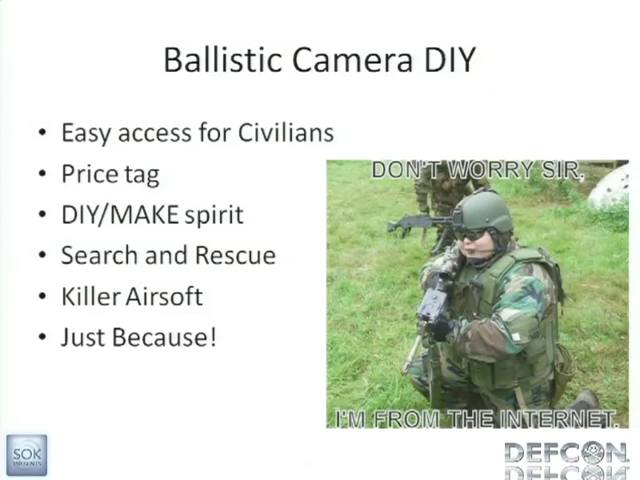 Ballistic Camera DIY
• Easy access for Civilians
• Price tag
• DIY/MAKE spirit
• Search and Rescue
• Killer Airsoft
• Just Because!
DON'T WORRY SIR,
I'M FROM THE INTERNET.
SOK
PRESENTS
DEFCON